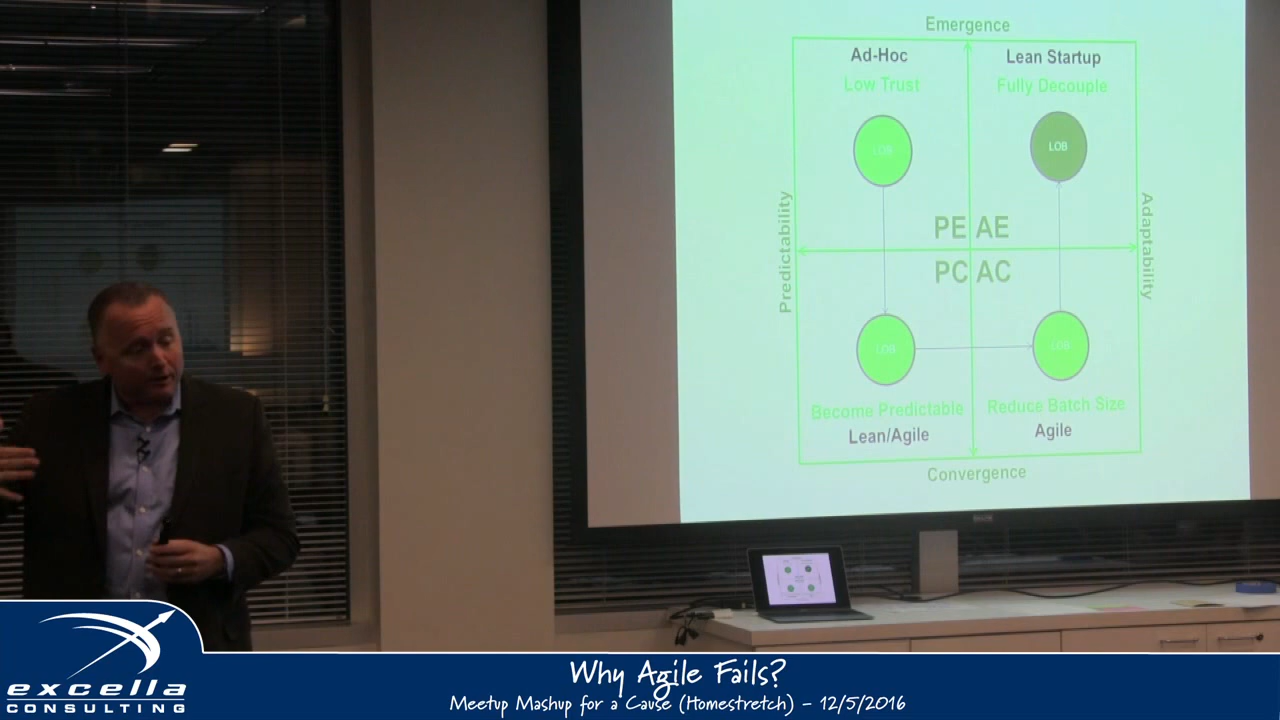 Emergence
Ad-Hoc
Low Trust
LOB
Lean Startup
Fully Decouple
LOB
Predictability
Adaptability
PE AE
PC AC
LOB
LOB
Become Predictable
Lean/Agile
Reduce Batch Size
Agile
Convergence
excella
CONSULTING
Why Agile Fails?
Meetup Mashup for a Cause (Homestretch) – 12/5/2016